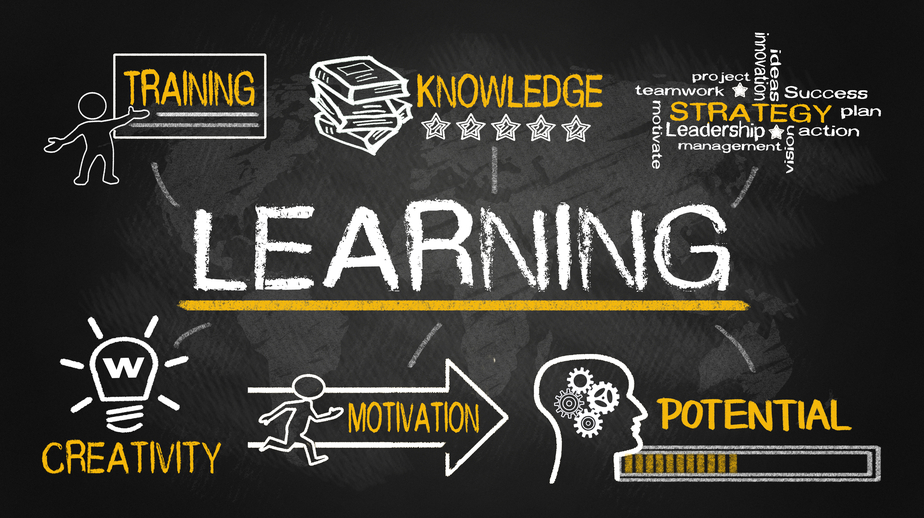 TRAINING
KNOWLEDGE
innovation
ideas
project
teamwork
Success
STRATEGY
plan
motivate
Leadership
action
management
vision
LEARNING
W
CREATIVITY
MOTIVATION
POTENTIAL